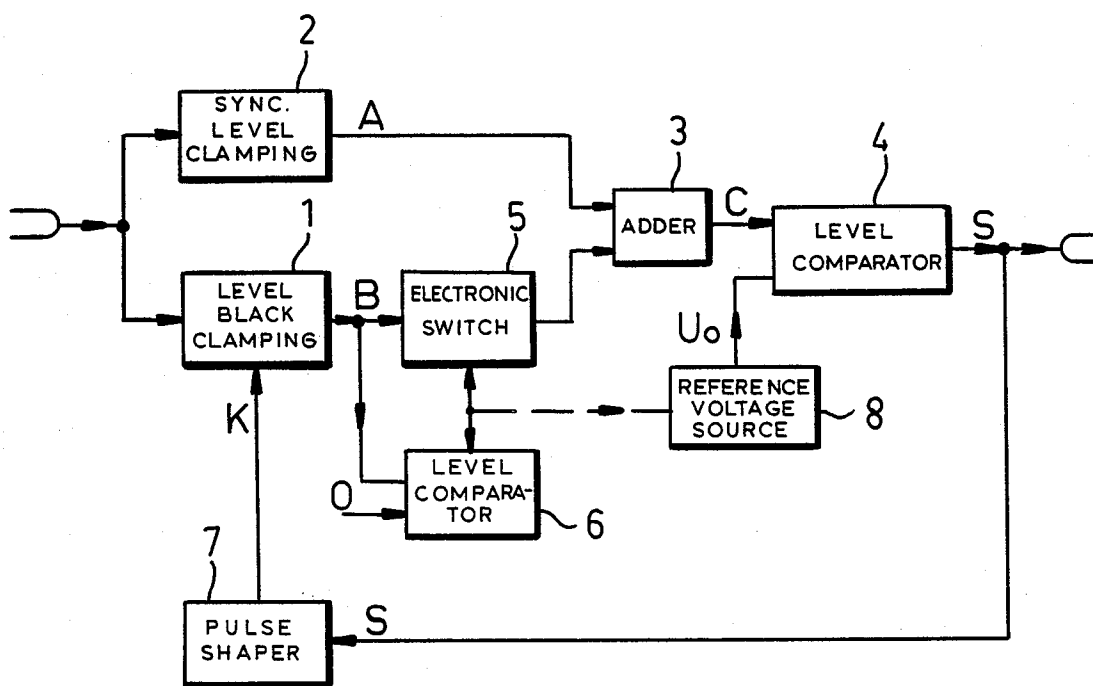 2
SYNC.
LEVEL
CLAMPING
A
3
4
1
5
ADDER
C
LEVEL
COMPARATOR
S
LEVEL
BLACK
CLAMPING
B
ELECTRONIC
SWITCH
Uo
K
REFERENCE
VOLTAGE
SOURCE
8
LEVEL
COMPARA-
TOR
O
6
7
PULSE
SHAPER
S